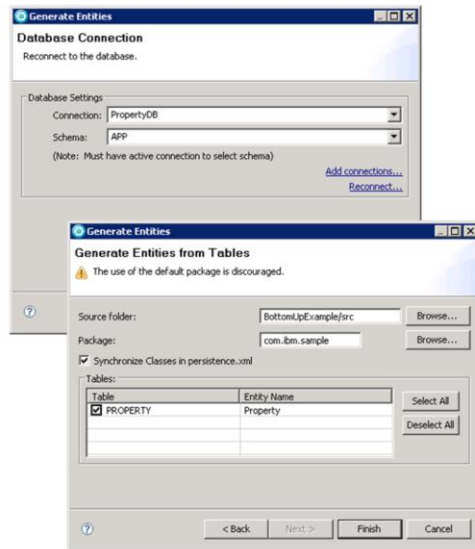 Generate Entities
Database Connection
Reconnect to the database.
Database Settings
Connection: PropertyDB
Schema: APP
(Note: Must have active connection to select schema)
Add connections...
Reconnect...
Generate Entities
Generate Entities from Tables
The use of the default package is discouraged.
Source folder: BottomUpExample/src Browse...
Package: com.ibm.sample Browse...
Synchronize Classes in persistence.xml
Tables:
Table Entity Name
PROPERTY Property
Select All
Deselect All
< Back Next > Finish Cancel